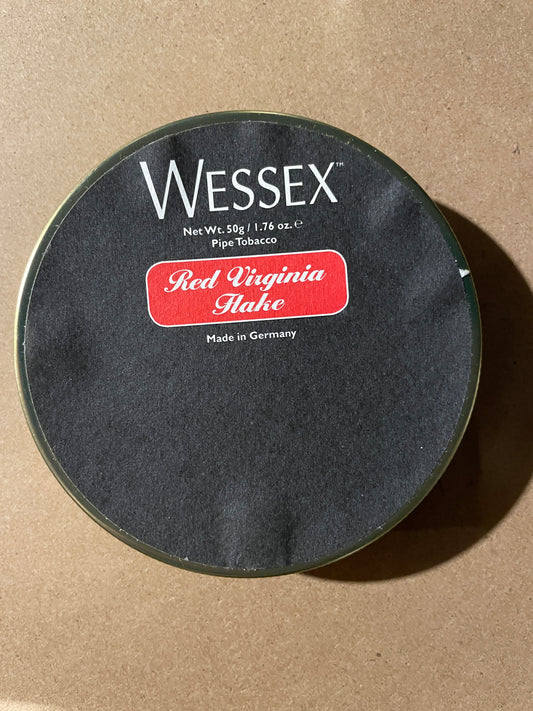 WESSEX™
Net Wt. 50g / 1.76 oz. ℮
Pipe Tobacco
Red Virginia
Flake
Made in Germany